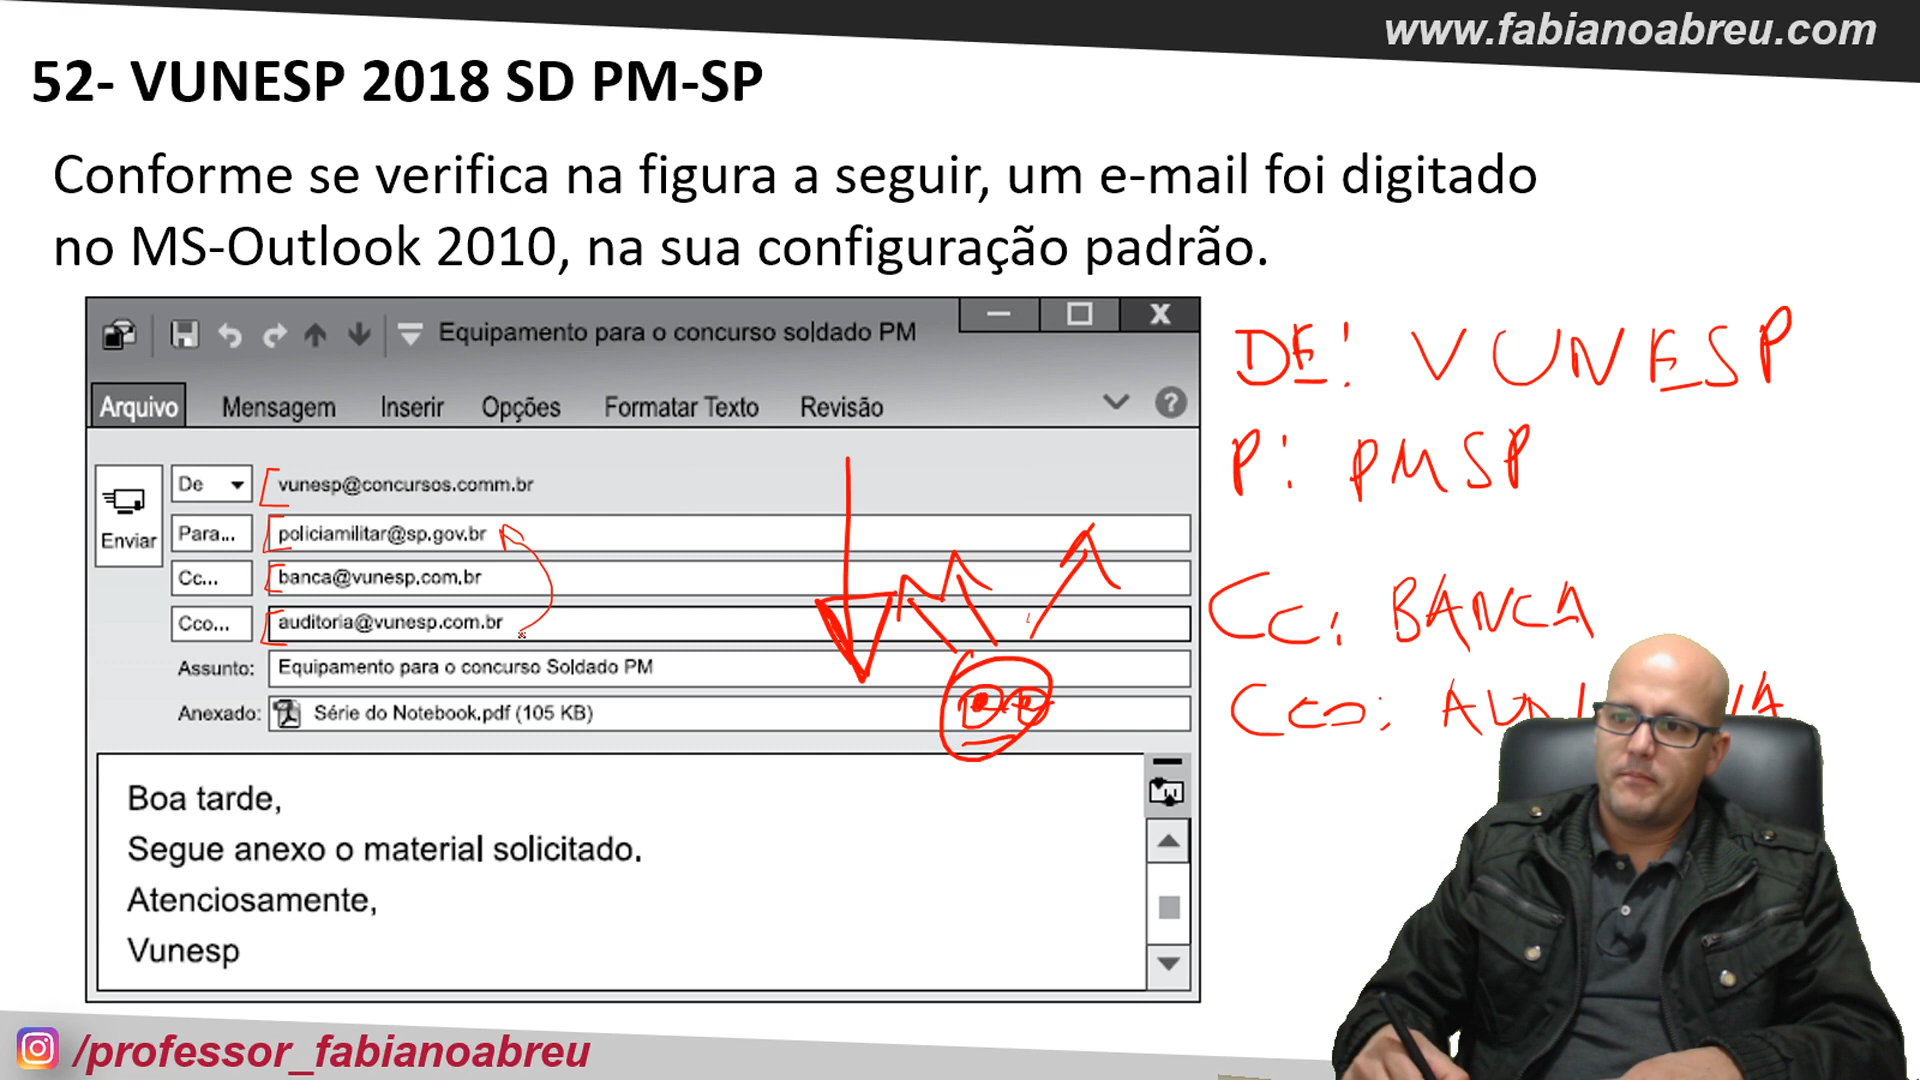 www.fabianoabreu.com
52- VUNESP 2018 SD PM-SP
Conforme se verifica na figura a seguir, um e-mail foi digitado
no MS-Outlook 2010, na sua configuração padrão.
Equipamento para o concurso soldado PM
X
Arquivo Mensagem Inserir Opções Formatar Texto Revisão ?
Enviar
De vunesp@concursos.comm.br
Para... policiamilitar@sp.gov.br
Cc... banca@vunesp.com.br
Cco... auditoria@vunesp.com.br
Assunto: Equipamento para o concurso Soldado PM
Anexado: Série do Notebook.pdf (105 KB)
Boa tarde,
Segue anexo o material solicitado.
Atenciosamente,
Vunesp
DE: VUNESP
P: PMSP
Cc: BANCA
Cco:
/professor_fabianoabreu